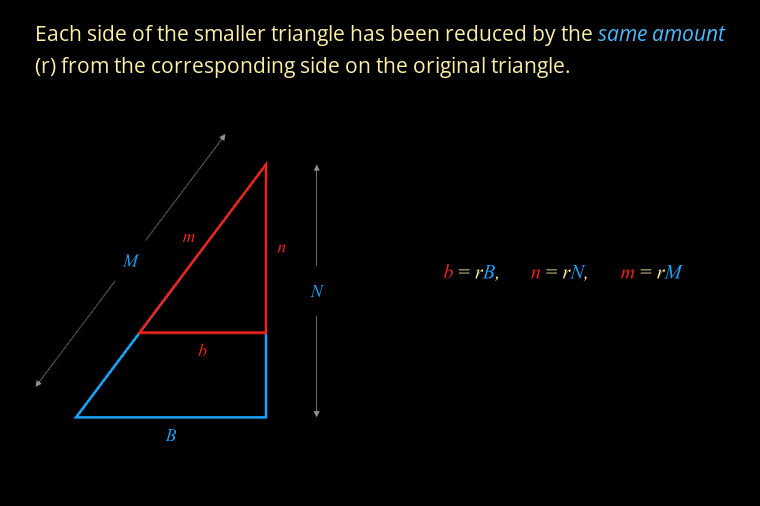 Each side of the smaller triangle has been reduced by the same amount
(r) from the corresponding side on the original triangle.
m
n
M
b = rB, n = rN, m = rM
N
b
B